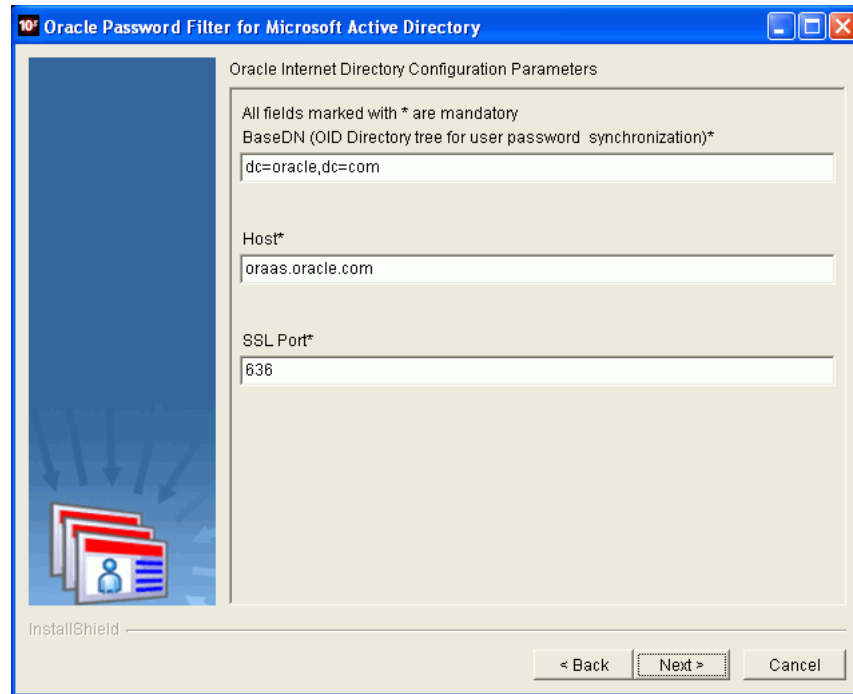 10g Oracle Password Filter for Microsoft Active Directory
Oracle Internet Directory Configuration Parameters
All fields marked with * are mandatory
BaseDN (OID Directory tree for user password synchronization)*
dc=oracle,dc=com
Host*
oraas.oracle.com
SSL Port*
636
InstallShield
< Back
Next >
Cancel